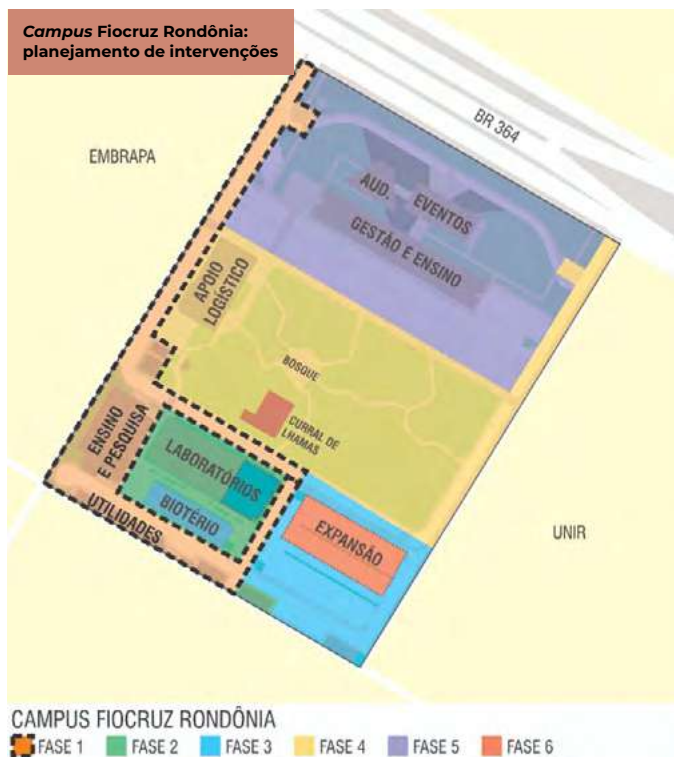 Campus Fiocruz Rondônia:
planejamento de intervenções
BR 364
EMBRAPA
AUD.
EVENTOS
GESTÃO E ENSINO
APOIO
LOGÍSTICO
BOSQUE
CURRAL DE
LHAMAS
ENSINO
E PESQUISA
LABORATÓRIOS
BIOTÉRIO
UTILIDADES
EXPANSÃO
UNIR
CAMPUS FIOCRUZ RONDÔNIA
FASE 1 FASE 2 FASE 3 FASE 4 FASE 5 FASE 6